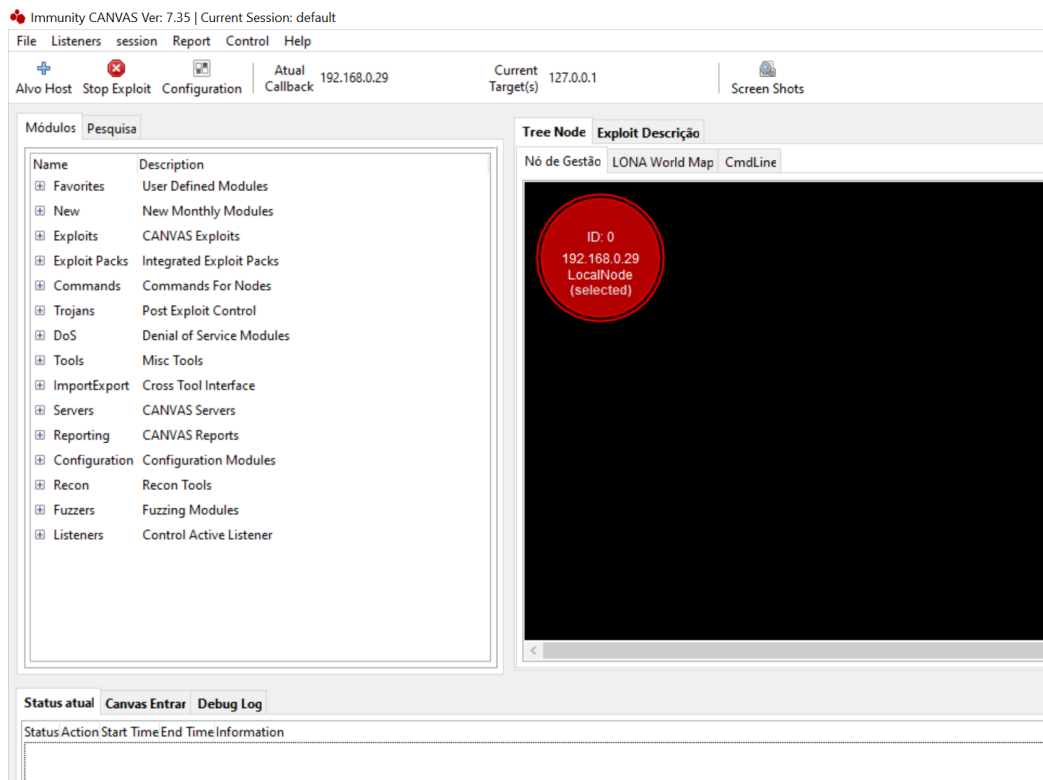 Immunity CANVAS Ver: 7.35 | Current Session: default
File Listeners session Report Control Help
Alvo Host Stop Exploit Configuration
Atual Callback 192.168.0.29
Current Target(s) 127.0.0.1
Screen Shots
Módulos Pesquisa
Name Description
Favorites User Defined Modules
New New Monthly Modules
Exploits CANVAS Exploits
Exploit Packs Integrated Exploit Packs
Commands Commands For Nodes
Trojans Post Exploit Control
DoS Denial of Service Modules
Tools Misc Tools
ImportExport Cross Tool Interface
Servers CANVAS Servers
Reporting CANVAS Reports
Configuration Configuration Modules
Recon Recon Tools
Fuzzers Fuzzing Modules
Listeners Control Active Listener
Tree Node Exploit Descrição
Nó de Gestão LONA World Map CmdLine
ID: 0
192.168.0.29
LocalNode
(selected)
Status atual Canvas Entrar Debug Log
Status Action Start Time End Time Information